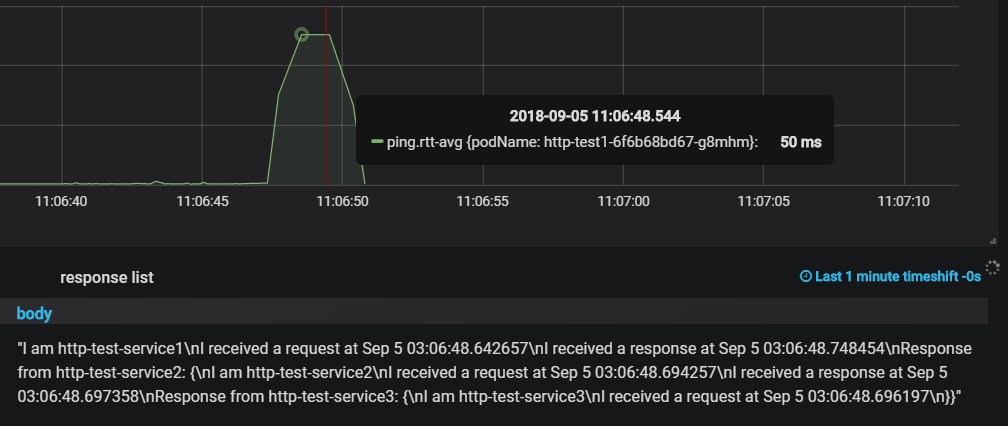 2018-09-05 11:06:48.544
ping.rtt-avg {podName: http-test1-6f6b68bd67-g8mhm}: 50 ms
11:06:40 11:06:45 11:06:50 11:06:55 11:07:00 11:07:05 11:07:10
response list
Last 1 minute timeshift -0s
body
"I am http-test-service1\nI received a request at Sep 5 03:06:48.642657\nI received a response at Sep 5 03:06:48.748454\nResponse
from http-test-service2: {\nI am http-test-service2\nI received a request at Sep 5 03:06:48.694257\nI received a response at Sep 5
03:06:48.697358\nResponse from http-test-service3: {\nI am http-test-service3\nI received a request at Sep 5 03:06:48.696197\n}}"